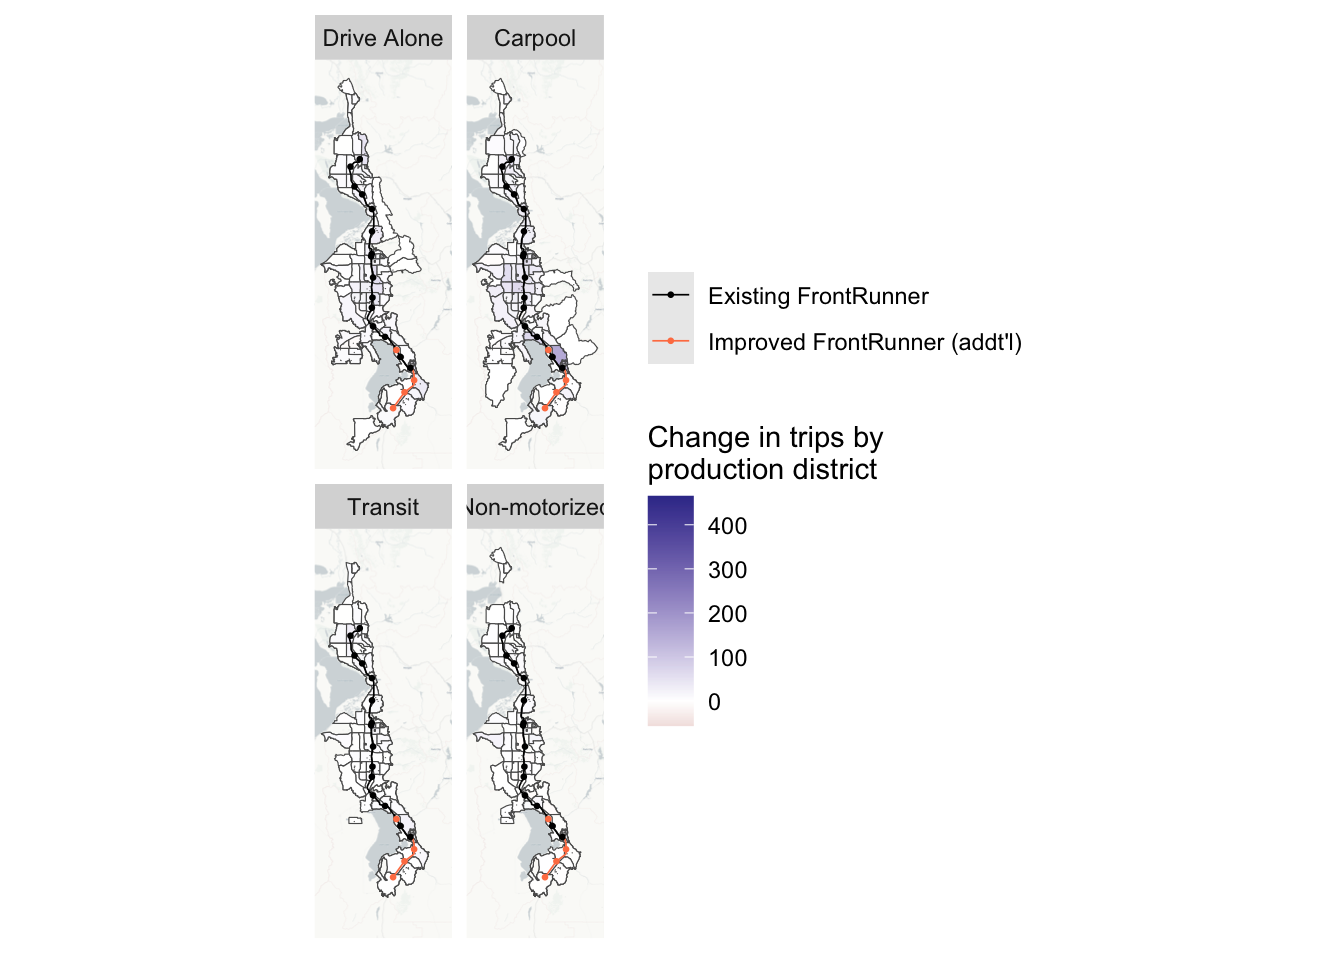 Drive Alone
Carpool
Transit
Non-motorized
Existing FrontRunner
Improved FrontRunner (addt'l)
Change in trips by
production district
400
300
200
100
0